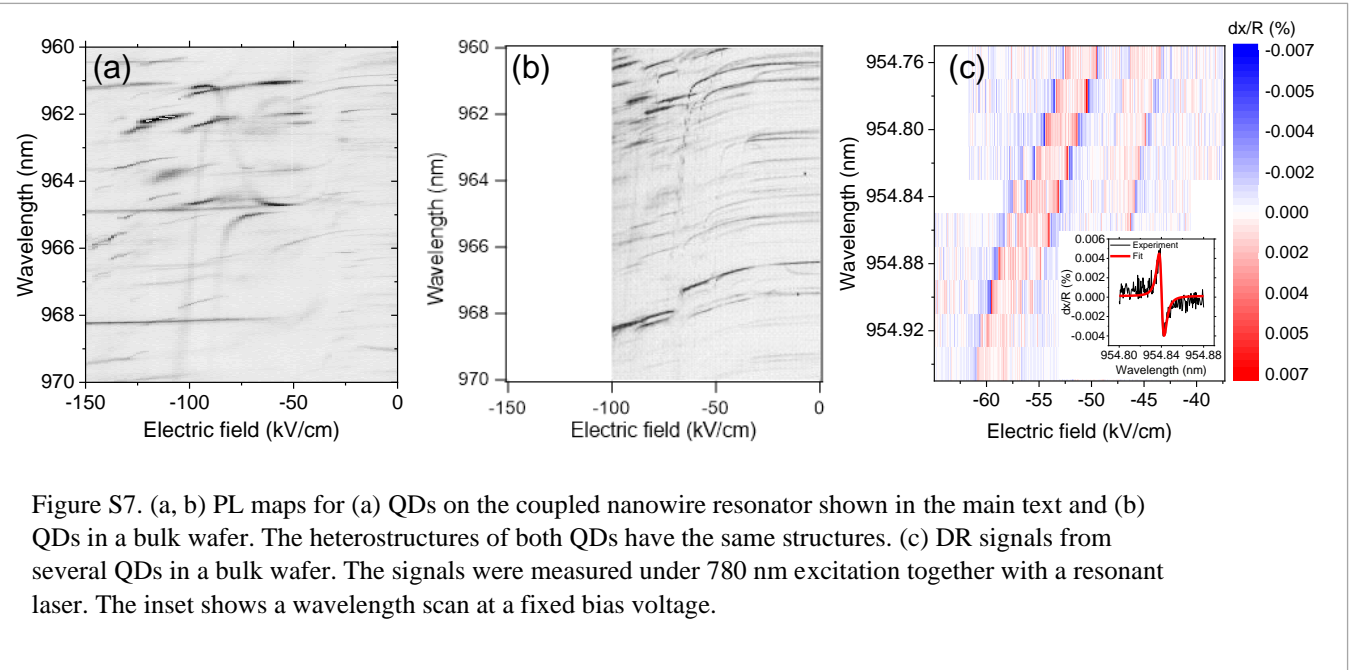 dx/R (%)
(a)
(b)
(c)
960
962
964
966
968
970
Wavelength (nm)
-150
-100
-50
0
Electric field (kV/cm)
960
962
964
966
968
970
Wavelength (nm)
-150
-100
-50
0
Electric field (kV/cm)
954.76
954.80
954.84
954.88
954.92
Wavelength (nm)
-60
-55
-50
-45
-40
Electric field (kV/cm)
0.006
0.004
0.002
0.000
-0.002
-0.004
dx/R (%)
Experiment
Fit
954.80
954.84
954.88
Wavelength (nm)
-0.007
-0.005
-0.004
-0.002
0.000
0.002
0.004
0.005
0.007
Figure S7. (a, b) PL maps for (a) QDs on the coupled nanowire resonator shown in the main text and (b)
QDs in a bulk wafer. The heterostructures of both QDs have the same structures. (c) DR signals from
several QDs in a bulk wafer. The signals were measured under 780 nm excitation together with a resonant
laser. The inset shows a wavelength scan at a fixed bias voltage.